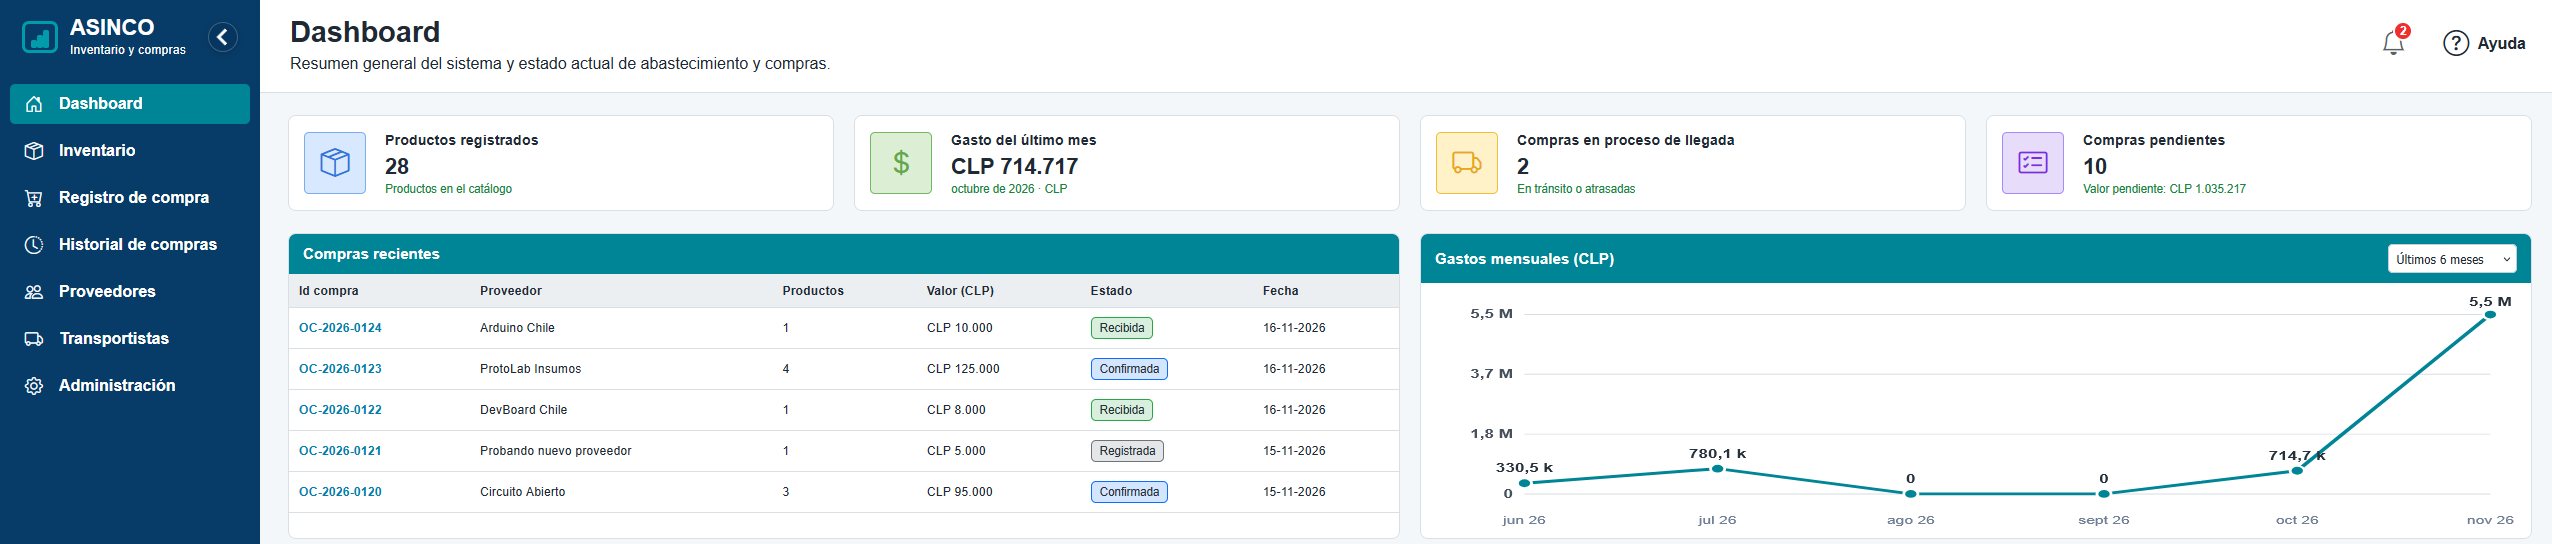 ASINCO
Inventario y compras
Dashboard
Inventario
Registro de compra
Historial de compras
Proveedores
Transportistas
Administración
Dashboard
Resumen general del sistema y estado actual de abastecimiento y compras.
2
? Ayuda
Productos registrados
28
Productos en el catálogo
$
Gasto del último mes
CLP 714.717
octubre de 2026 · CLP
Compras en proceso de llegada
2
En tránsito o atrasadas
Compras pendientes
10
Valor pendiente: CLP 1.035.217
Compras recientes
Id compra Proveedor Productos Valor (CLP) Estado Fecha
OC-2026-0124 Arduino Chile 1 CLP 10.000 Recibida 16-11-2026
OC-2026-0123 ProtoLab Insumos 4 CLP 125.000 Confirmada 16-11-2026
OC-2026-0122 DevBoard Chile 1 CLP 8.000 Recibida 16-11-2026
OC-2026-0121 Probando nuevo proveedor 1 CLP 5.000 Registrada 15-11-2026
OC-2026-0120 Circuito Abierto 3 CLP 95.000 Confirmada 15-11-2026
Gastos mensuales (CLP) Últimos 6 meses
5,5 M
5,5 M
3,7 M
1,8 M
330,5 k 780,1 k 0 0 714,7 k
0
jun 26 jul 26 ago 26 sept 26 oct 26 nov 26